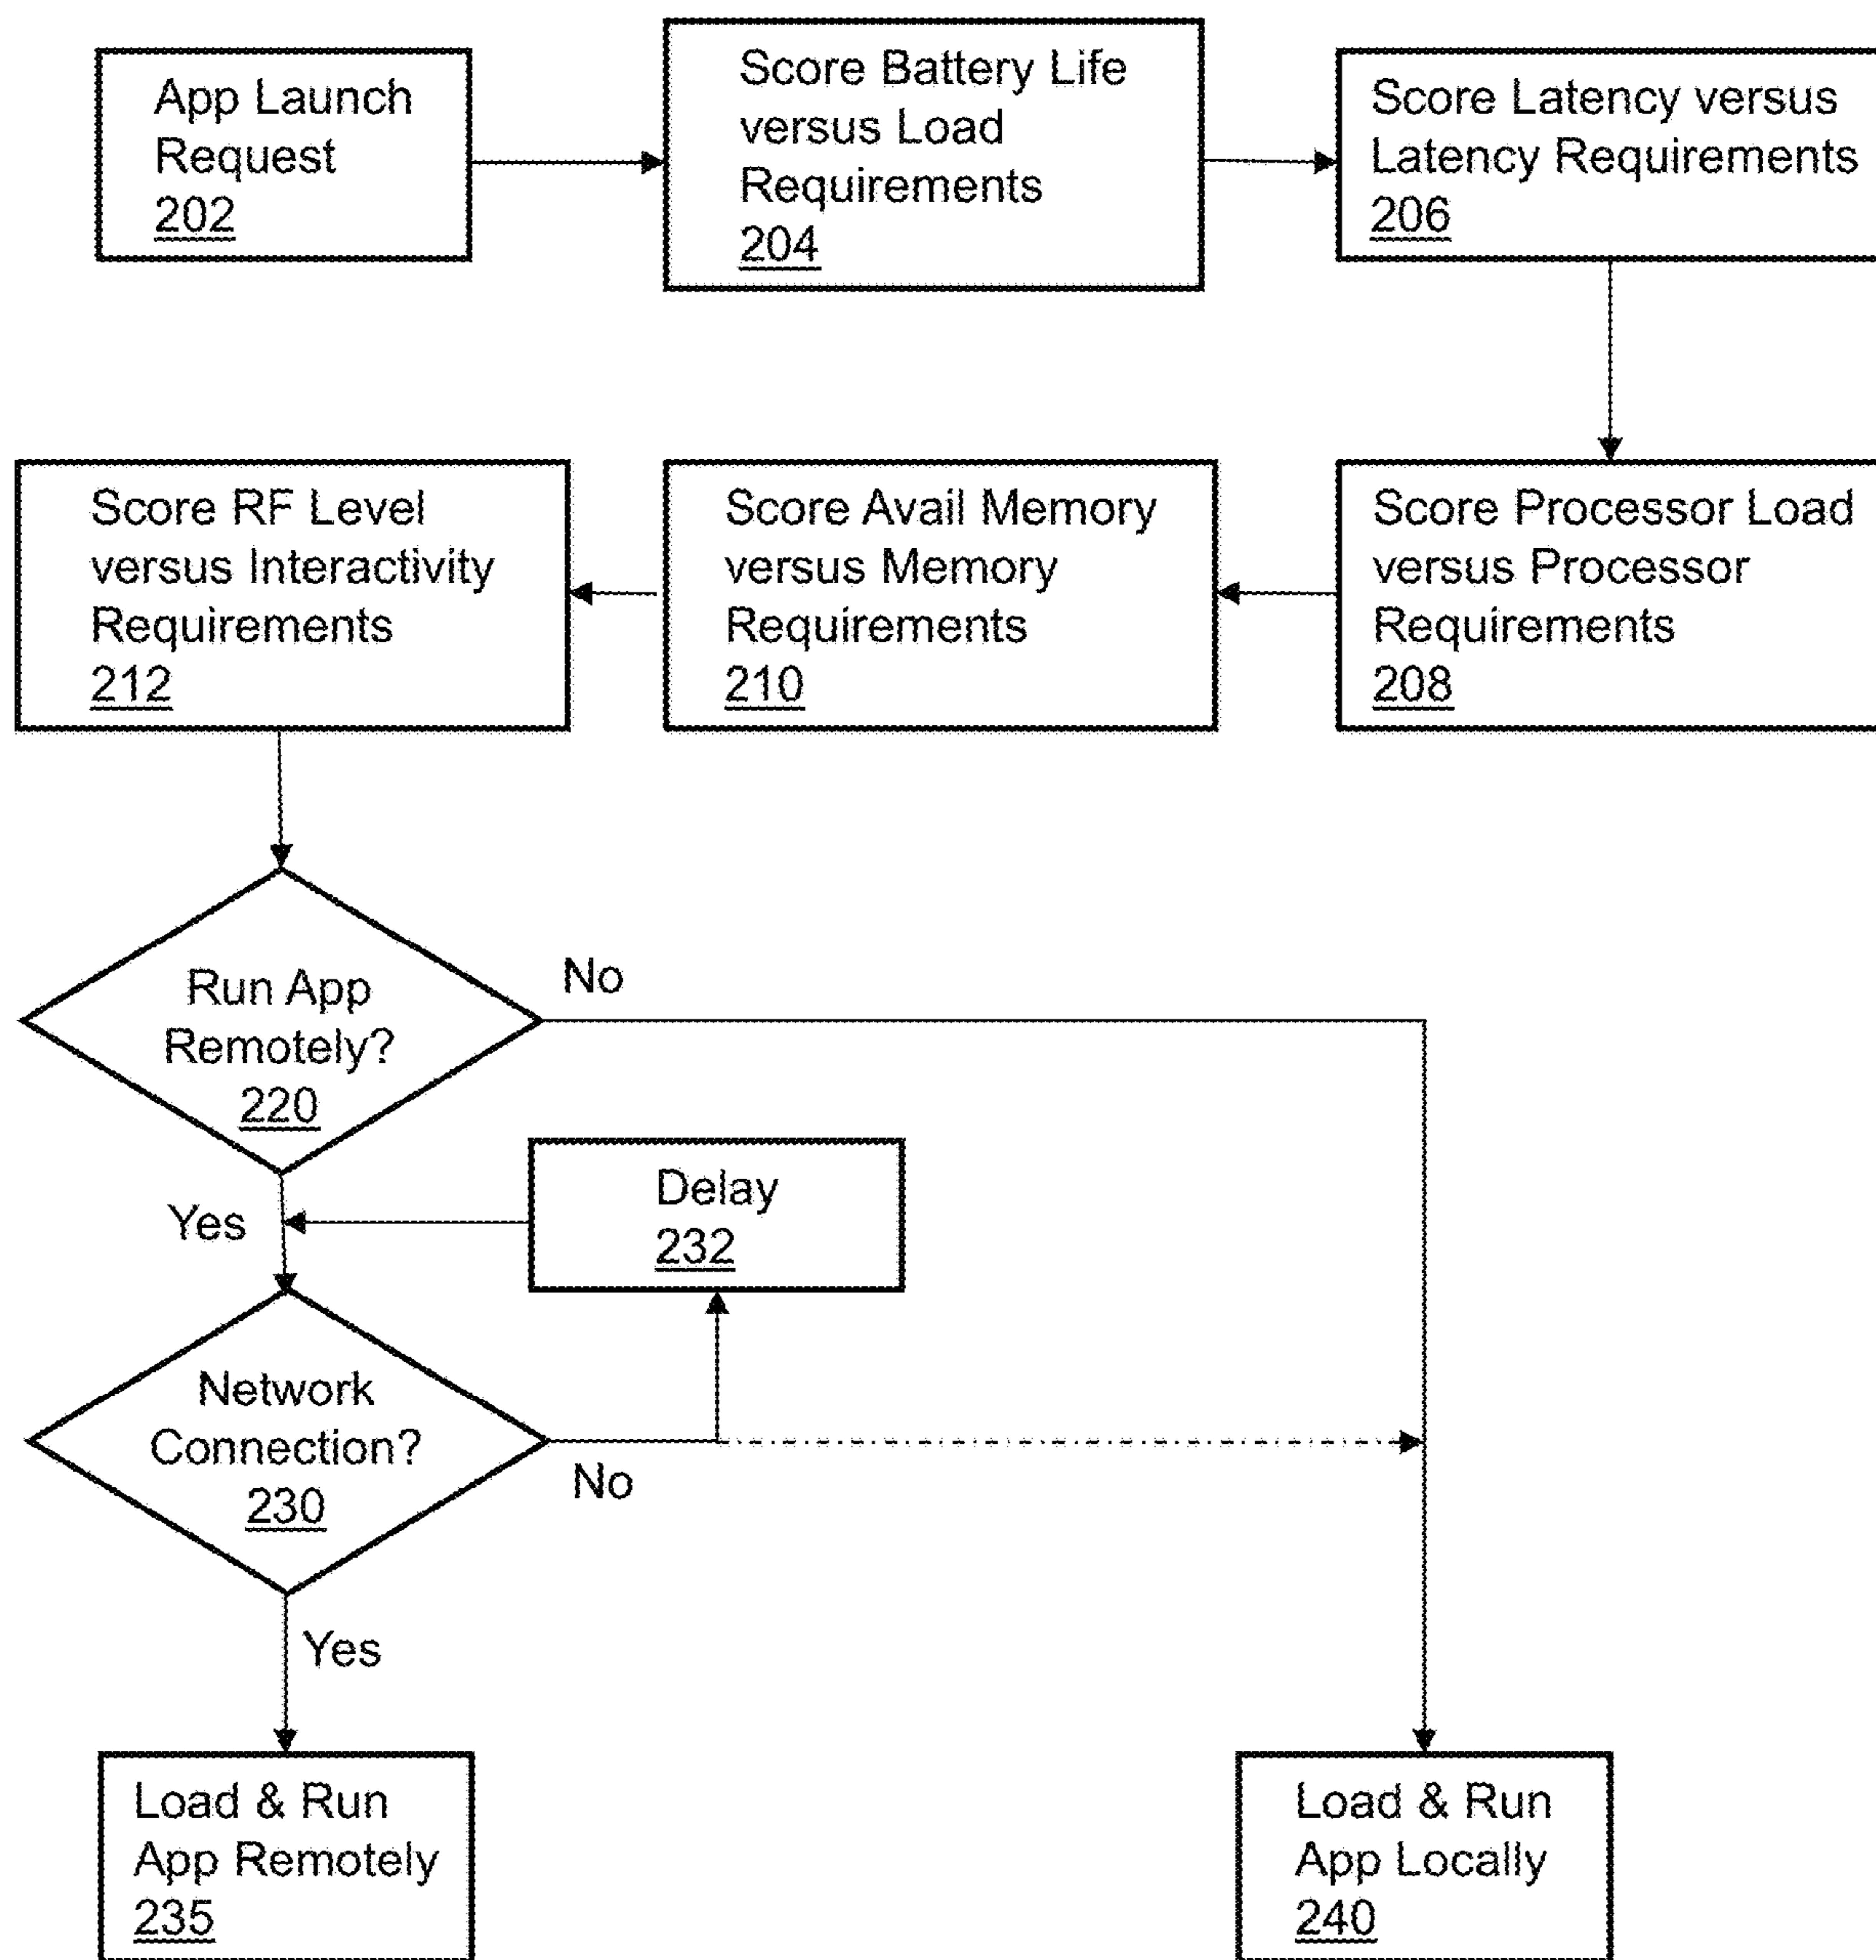 App Launch
Request
202
Score Battery Life
versus Load
Requirements
204
Score Latency versus
Latency Requirements
206
Score RF Level
versus Interactivity
Requirements
212
Score Avail Memory
versus Memory
Requirements
210
Score Processor Load
versus Processor
Requirements
208
Run App
Remotely?
220
No
Yes
Delay
232
Network
Connection?
230
No
Yes
Load & Run
App Remotely
235
Load & Run
App Locally
240